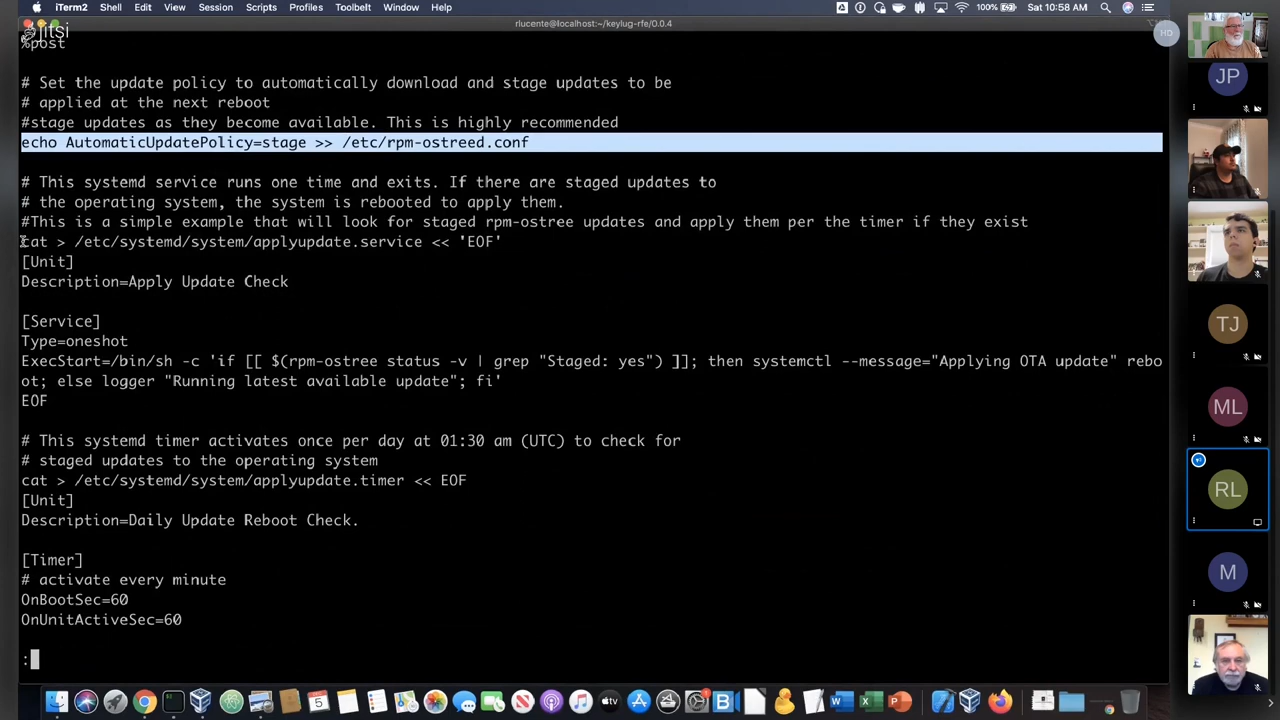 iTerm2 Shell Edit View Session Scripts Profiles Toolbelt Window Help 100% Sat 10:58 AM
rlucente@localhost:~/keylug-rfe/0.0.4
Jitsi
%post
# Set the update policy to automatically download and stage updates to be
# applied at the next reboot
#stage updates as they become available. This is highly recommended
echo AutomaticUpdatePolicy=stage >> /etc/rpm-ostreed.conf
# This systemd service runs one time and exits. If there are staged updates to
# the operating system, the system is rebooted to apply them.
#This is a simple example that will look for staged rpm-ostree updates and apply them per the timer if they exist
cat > /etc/systemd/system/applyupdate.service << 'EOF'
[Unit]
Description=Apply Update Check
[Service]
Type=oneshot
ExecStart=/bin/sh -c 'if [[ $(rpm-ostree status -v | grep "Staged: yes") ]]; then systemctl --message="Applying OTA update" rebo
ot; else logger "Running latest available update"; fi'
EOF
# This systemd timer activates once per day at 01:30 am (UTC) to check for
# staged updates to the operating system
cat > /etc/systemd/system/applyupdate.timer << EOF
[Unit]
Description=Daily Update Reboot Check.
[Timer]
# activate every minute
OnBootSec=60
OnUnitActiveSec=60
:
HD
JP
TJ
ML
RL
M